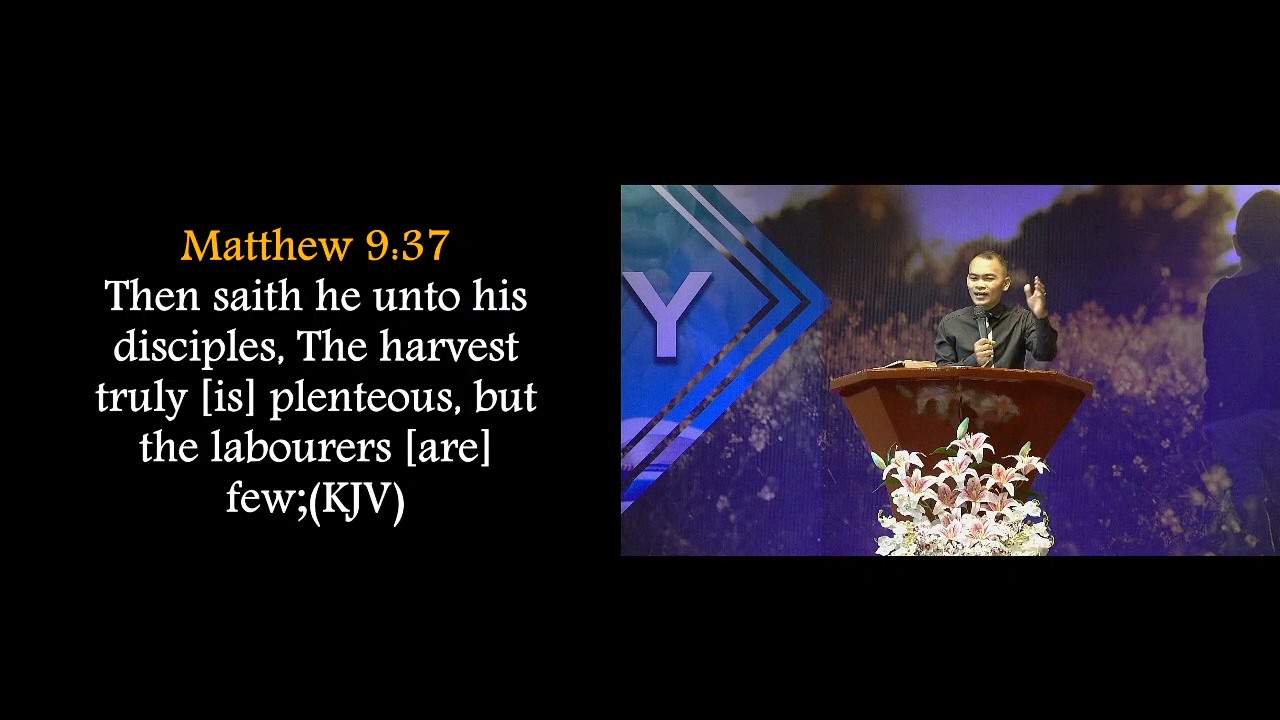 Matthew 9:37
Then saith he unto his
disciples, The harvest
truly [is] plenteous, but
the labourers [are]
few;(KJV)
Y